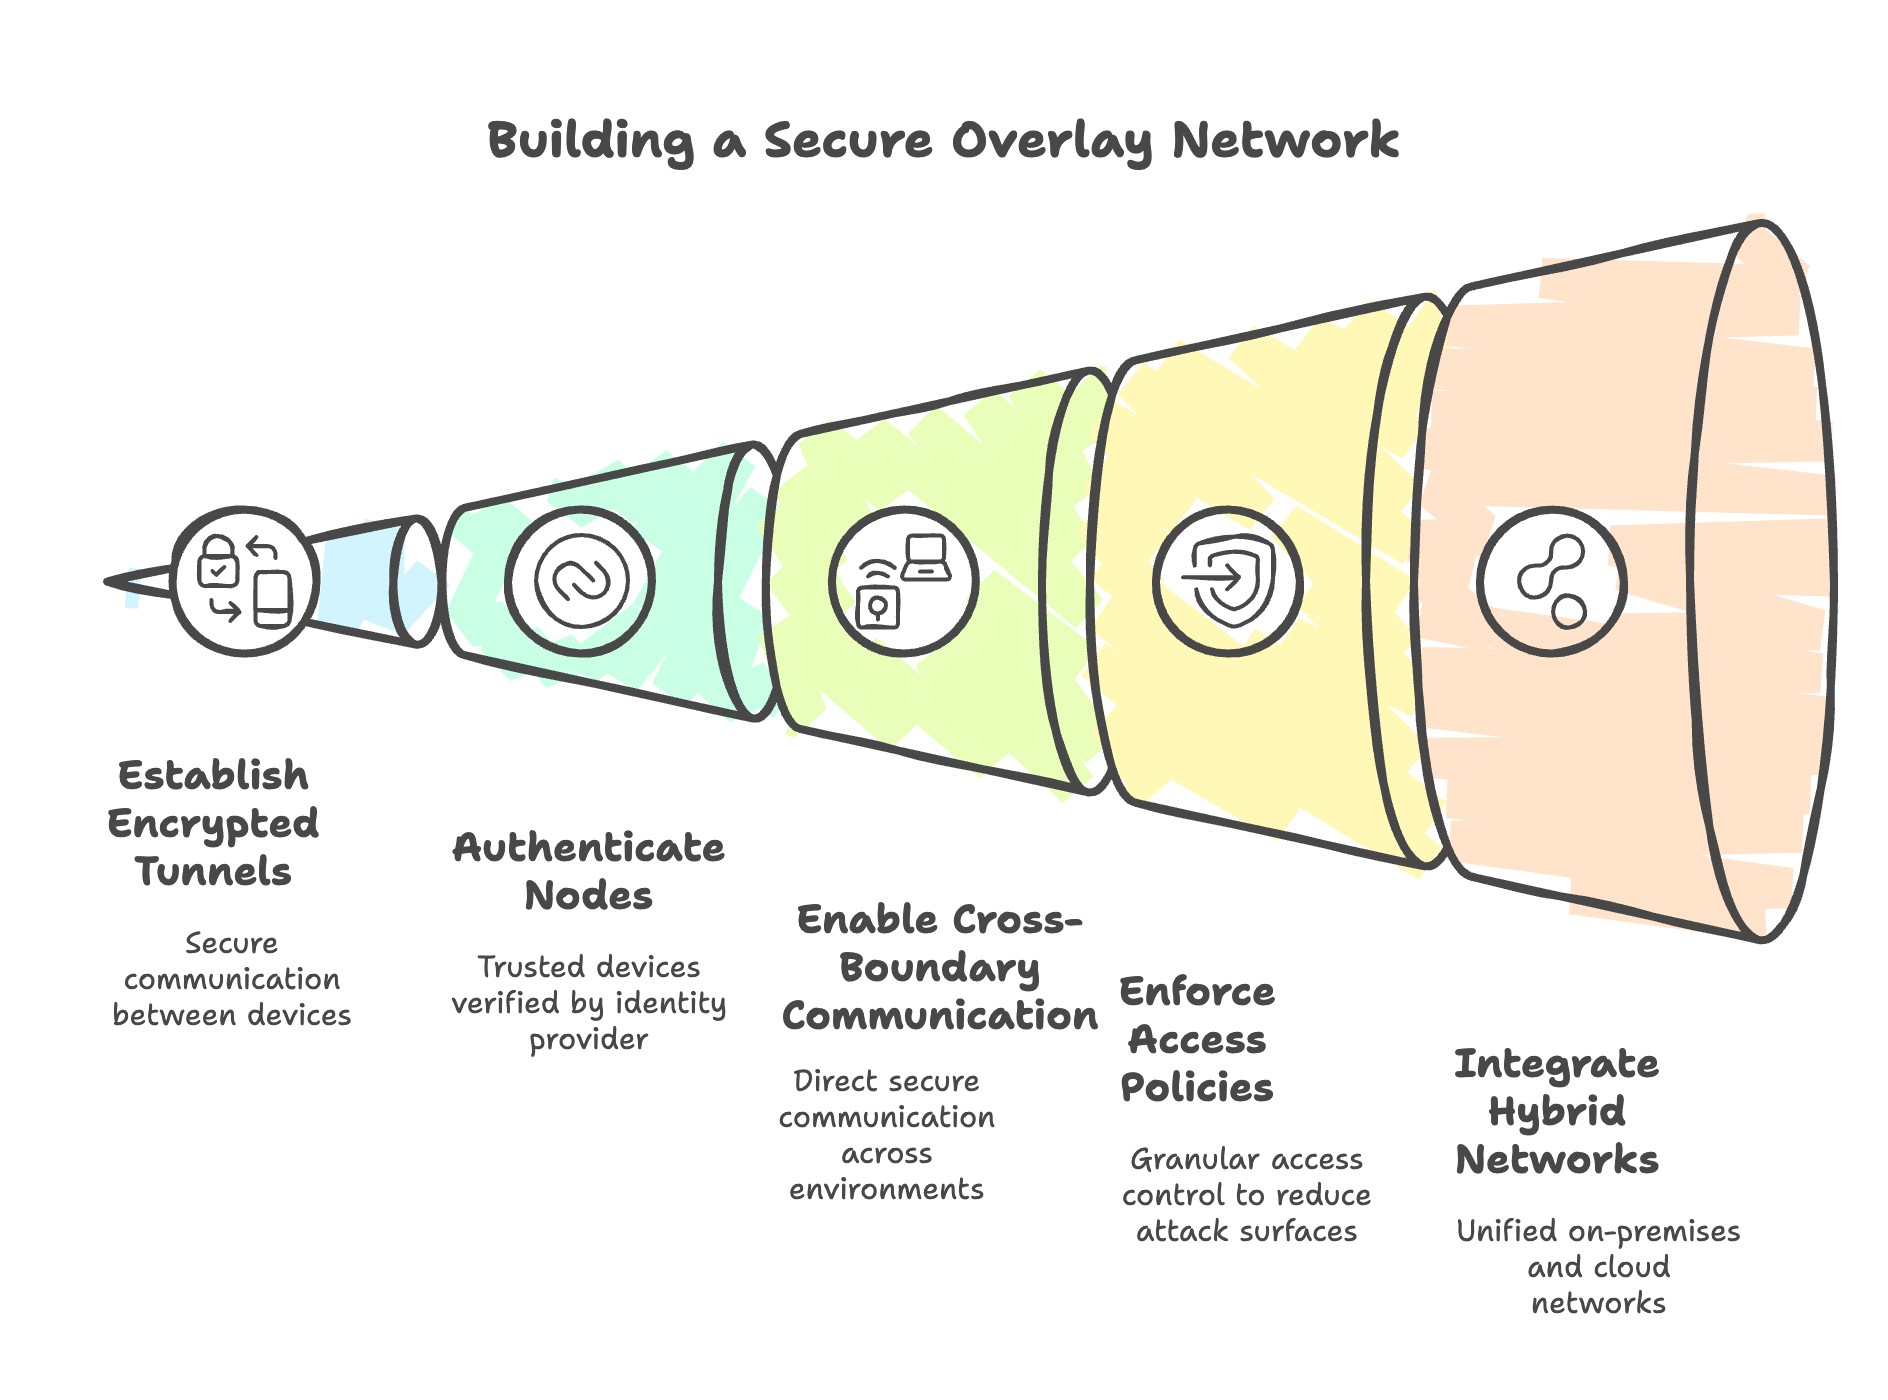 Building a Secure Overlay Network
Establish
Encrypted
Tunnels
Secure
communication
between devices
Authenticate
Nodes
Trusted devices
verified by identity
provider
Enable Cross-
Boundary
Communication
Direct secure
communication
across
environments
Enforce
Access
Policies
Granular access
control to reduce
attack surfaces
Integrate
Hybrid
Networks
Unified on-premises
and cloud
networks